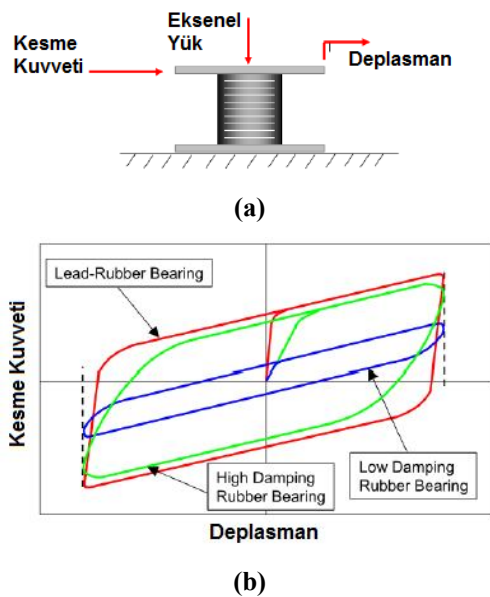 Eksenel
Yük
Kesme
Kuvveti
Deplasman
(a)
Lead-Rubber Bearing
Kesme Kuvveti
High Damping
Rubber Bearing
Low Damping
Rubber Bearing
Deplasman
(b)